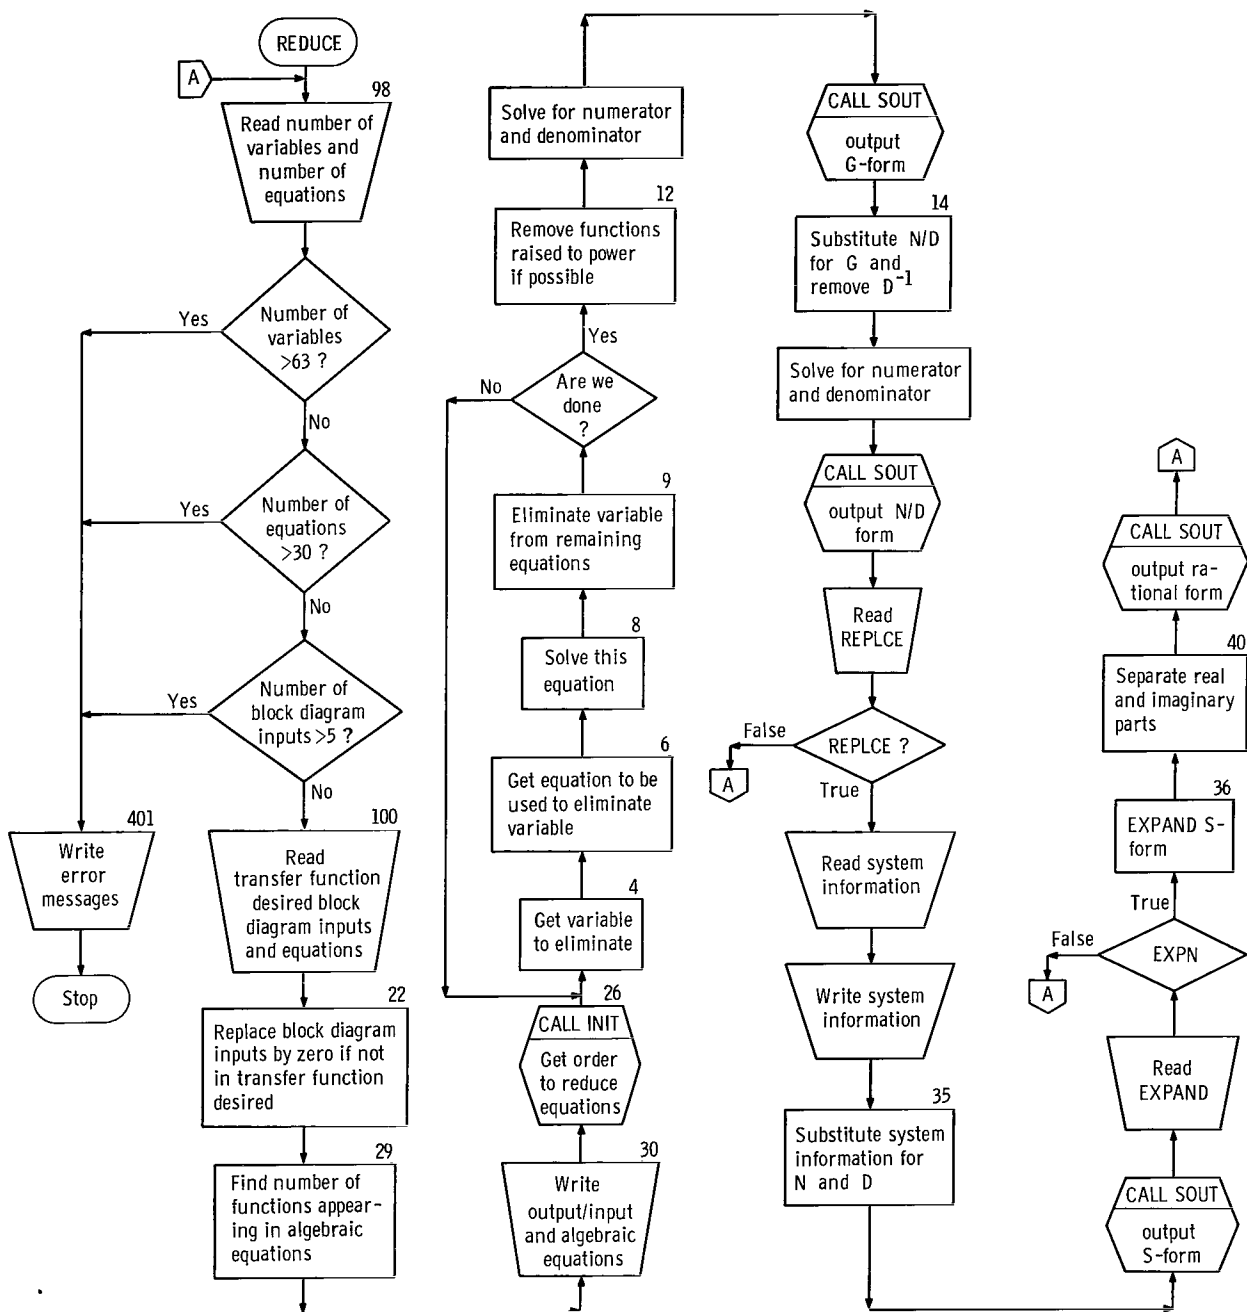 REDUCE
A
98
Read number of
variables and
number of
equations
Number of
variables
>63 ?
Yes
No
Number of
equations
>30 ?
Yes
No
Number of
block diagram
inputs >5 ?
Yes
No
401
Write
error
messages
Stop
100
Read
transfer function
desired block
diagram inputs
and equations
22
Replace block diagram
inputs by zero if not
in transfer function
desired
29
Find number of
functions appear-
ing in algebraic
equations
30
Write
output/input
and algebraic
equations
26
CALL INIT
Get order
to reduce
equations
4
Get variable
to eliminate
6
Get equation to be
used to eliminate
variable
8
Solve this
equation
9
Eliminate variable
from remaining
equations
Are we
done
?
No
Yes
12
Remove functions
raised to power
if possible
Solve for numerator
and denominator
CALL SOUT
output
G-form
14
Substitute N/D
for G and
remove D⁻¹
Solve for numerator
and denominator
CALL SOUT
output N/D
form
Read
REPLCE
REPLCE ?
False
A
True
Read system
information
Write system
information
35
Substitute system
information for
N and D
CALL SOUT
output
S-form
Read
EXPAND
EXPN
False
A
True
36
EXPAND S-
form
40
Separate real
and imaginary
parts
CALL SOUT
output ra-
tional form
A